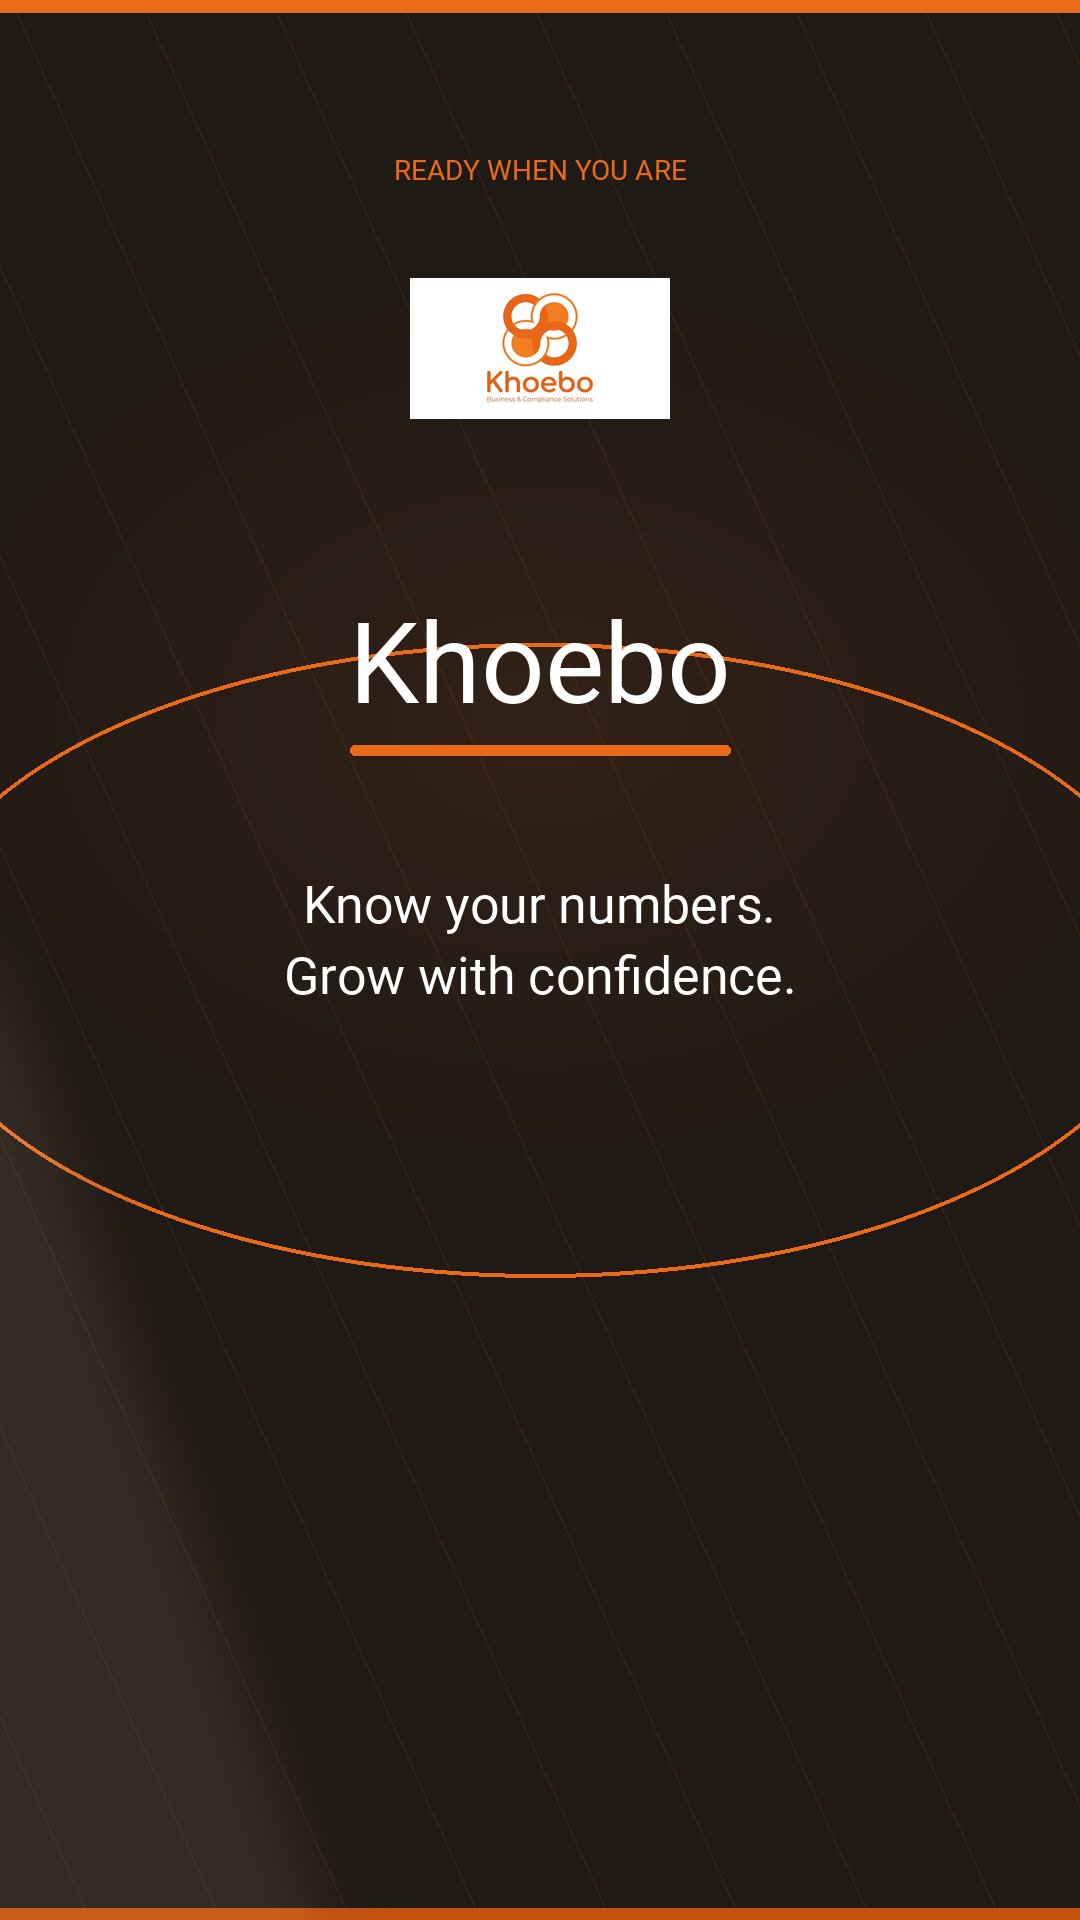 READY WHEN YOU ARE
Khoebo
Business & Compliance Solutions
Khoebo
Know your numbers.
Grow with confidence.